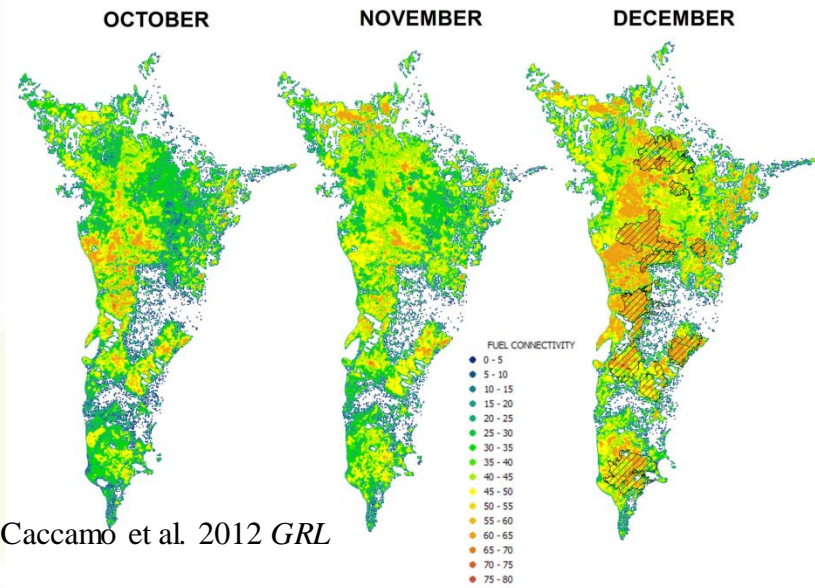 OCTOBER NOVEMBER DECEMBER
FUEL CONNECTIVITY
0 - 5
5 - 10
10 - 15
15 - 20
20 - 25
25 - 30
30 - 35
35 - 40
40 - 45
45 - 50
50 - 55
55 - 60
60 - 65
65 - 70
70 - 75
75 - 80
Caccamo et al. 2012 GRL